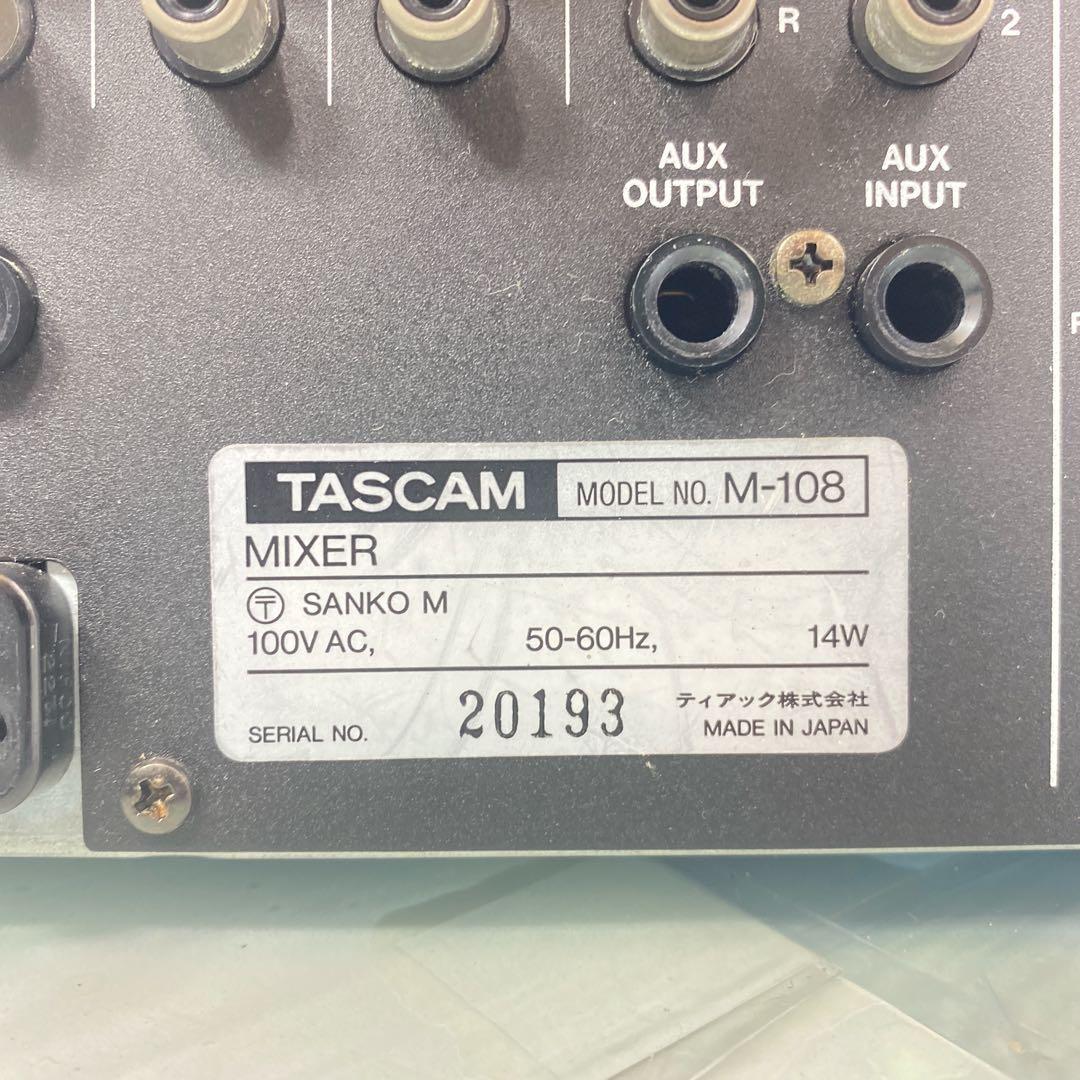 R
2
AUX
OUTPUT
AUX
INPUT
TASCAM MODEL NO. M-108
MIXER
〒 SANKO M
100V AC, 50-60Hz, 14W
SERIAL NO. 20193
ティアック株式会社
MADE IN JAPAN